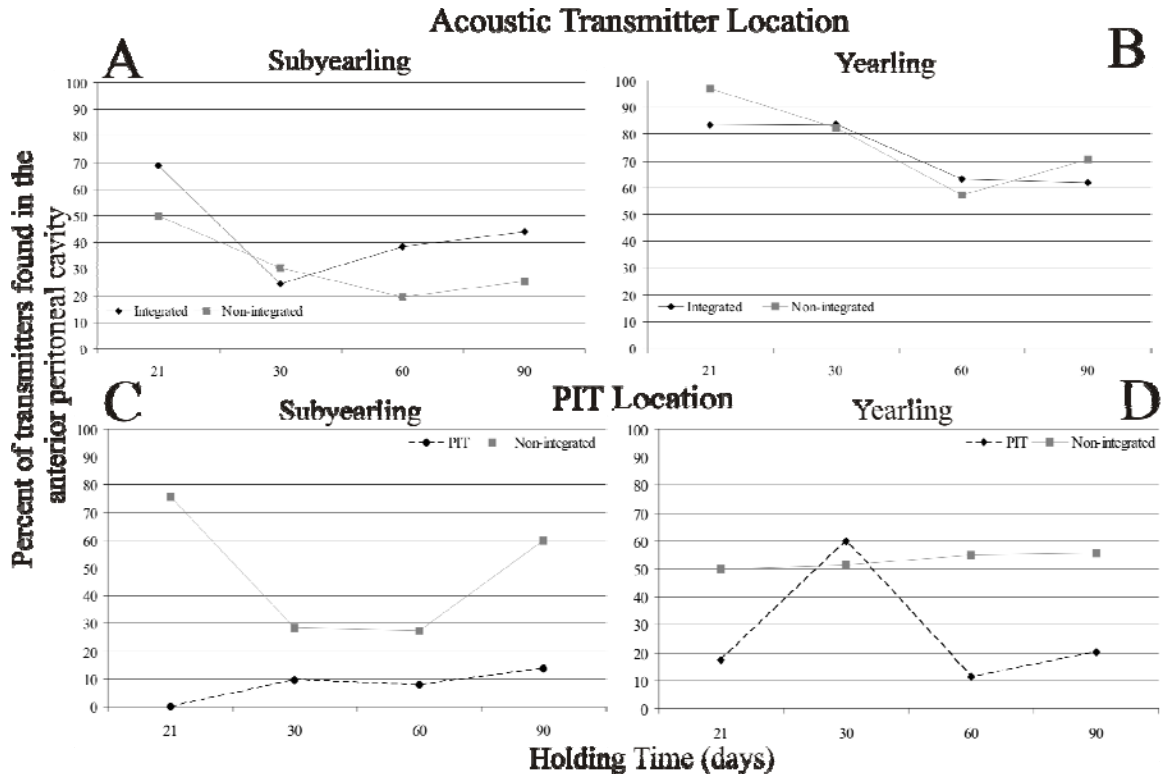 Acoustic Transmitter Location
A
Subyearling
Yearling
B
Percent of transmitters found in the
anterior peritoneal cavity
100
90
80
70
60
50
40
30
20
10
0
Integrated Non-integrated
21 30 60 90
100
90
80
70
60
50
40
30
20
10
0
Integrated Non-integrated
21 30 60 90
PIT Location
C
Subyearling
Yearling
D
PIT Non-integrated
100
90
80
70
60
50
40
30
20
10
0
21 30 60 90
PIT Non-integrated
100
90
80
70
60
50
40
30
20
10
0
21 30 60 90
Holding Time (days)